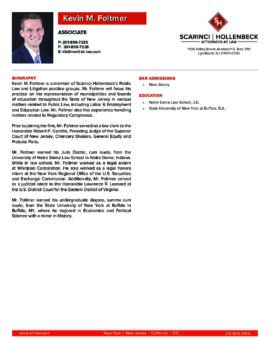 Kevin M. Foltmer
ASSOCIATE
P: 201-896-7235
F: 201-896-7226
SCARINCI | HOLLENBECK
ATTORNEYS AT LAW
1100 Valley Brook Avenue P.O. Box 790
Lyndhurst, NJ 07071-0790
BIOGRAPHY
Kevin M. Foltmer is a member of Scarinci Hollenbeck's Public
Law and Litigation practice groups. Mr. Foltmer will focus his
practice on the representation of municipalities and boards
of education throughout the State of New Jersey in various
matters related to Public Law, including Labor & Employment
and Education Law. Mr. Foltmer also has experience handling
matters related to Regulatory Compliance.
Prior to joining the firm, Mr. Foltmer served as a law clerk to the
Honorable Robert P. Contillo, Presiding Judge of the Superior
Court of New Jersey, Chancery Division, General Equity and
Probate Parts.
Mr. Foltmer earned his Juris Doctor, cum laude, from the
University of Notre Dame Law School in Notre Dame, Indiana.
While in law school, Mr. Foltmer worked as a legal extern
at Whirlpool Corporation. He also worked as a legal honors
intern at the New York Regional Office of the U.S. Securities
and Exchange Commission. Additionally, Mr. Foltmer served
as a judicial intern to the Honorable Lawrence R. Leonard at
the U.S. District Court for the Eastern District of Virginia.
Mr. Foltmer earned his undergraduate degree, summa cum
laude, from the State University of New York at Buffalo in
Buffalo, NY, where he majored in Economics and Political
Science with a minor in History.
BAR ADMISSIONS
• New Jersey
EDUCATION
• Notre Dame Law School, J.D.
• State University of New York at Buffalo, B.A.
New York | New Jersey • California • D.C.